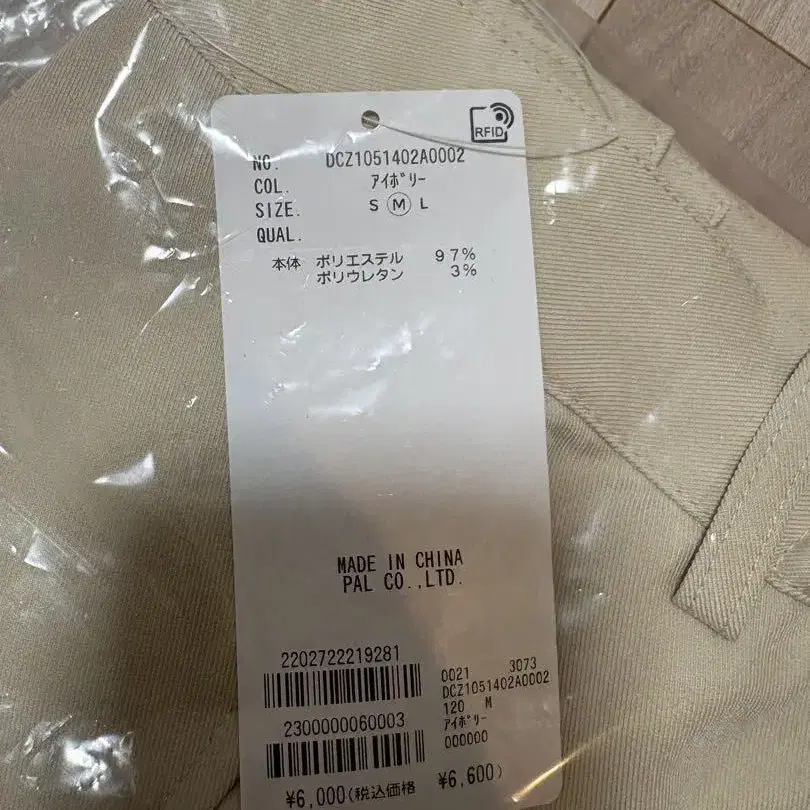 RFID
NO. DCZ1051402A0002
COL. ｱｲﾎﾞﾘｰ
SIZE. S M L
QUAL.
本体 ポリエステル 97%
ポリウレタン 3%
MADE IN CHINA
PAL CO.,LTD.
2202722219281
2300000060003
0021 3073
DCZ1051402A0002
120 M
ｱｲﾎﾞﾘｰ
000000
¥6,000(税込価格 ¥6,600)